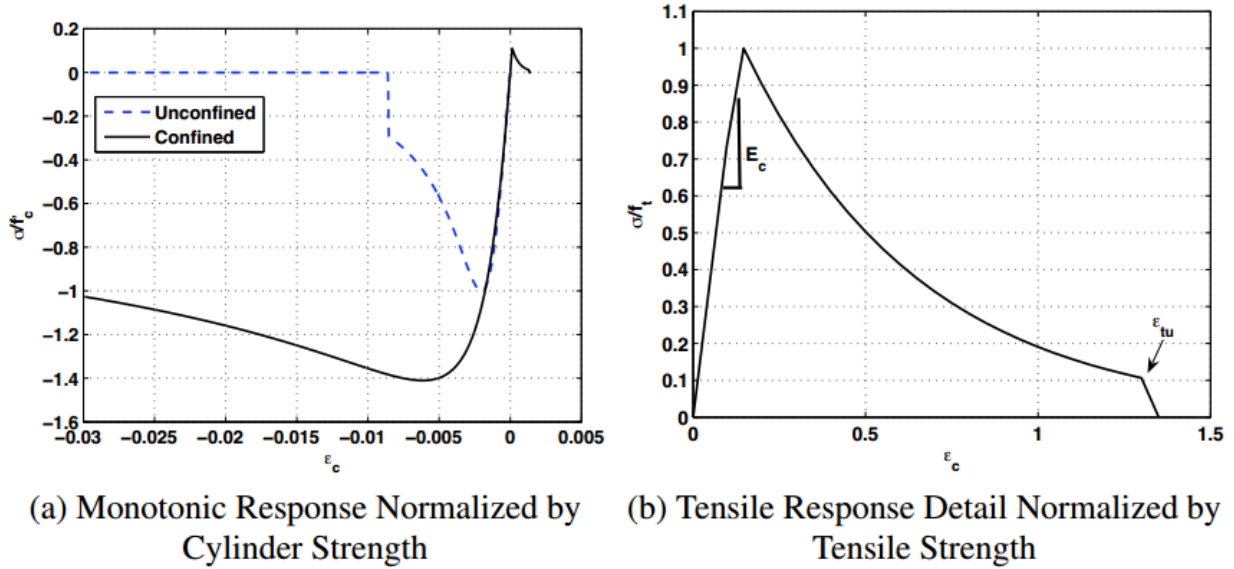 0.2
0
−0.2
−0.4
−0.6
−0.8
−1
−1.2
−1.4
−1.6
σ/f'c
Unconfined
Confined
−0.03 −0.025 −0.02 −0.015 −0.01 −0.005 0 0.005
εc
(a) Monotonic Response Normalized by
Cylinder Strength
1.1
1
0.9
0.8
0.7
0.6
0.5
0.4
0.3
0.2
0.1
0
σ/ft
Ec
εtu
0 0.5 1 1.5
εc
(b) Tensile Response Detail Normalized by
Tensile Strength